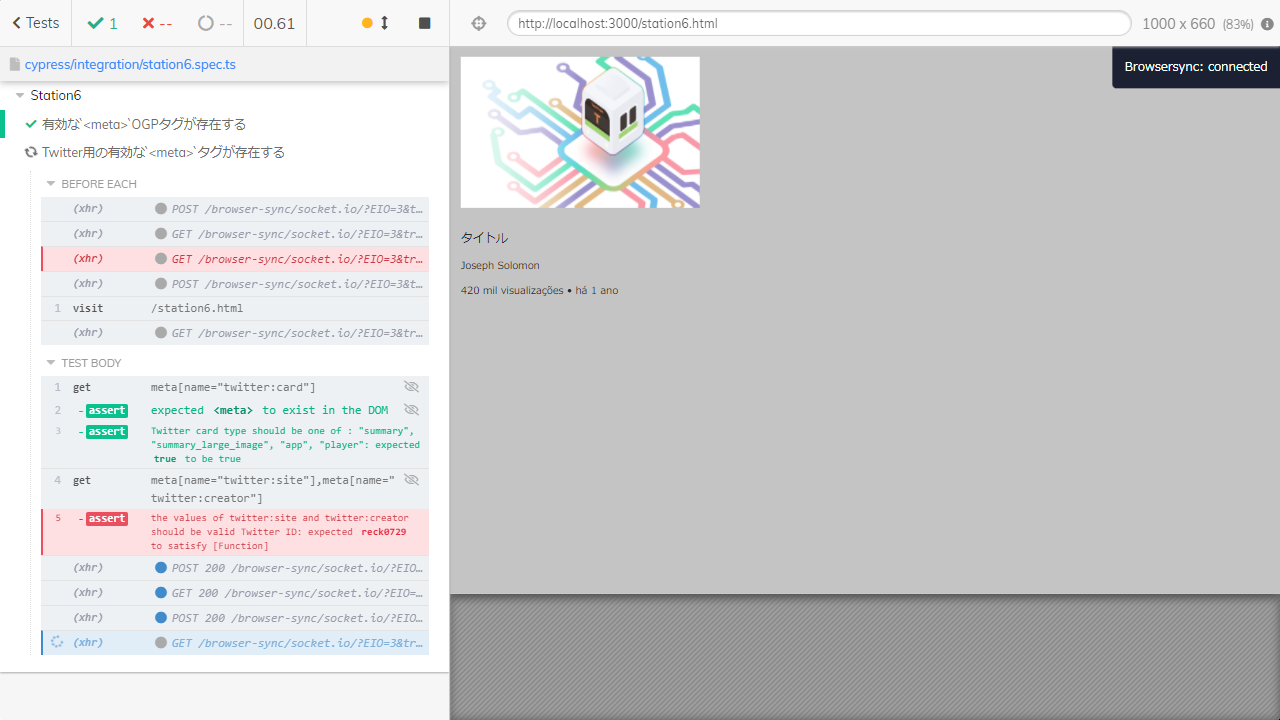 Tests
1
--
--
00.61
http://localhost:3000/station6.html
1000 x 660 (83%)
cypress/integration/station6.spec.ts
Browsersync: connected
Station6
有効な`<meta>`OGPタグが存在する
Twitter用の有効な`<meta>`タグが存在する
BEFORE EACH
(xhr) POST /browser-sync/socket.io/?EIO=3&t…
(xhr) GET /browser-sync/socket.io/?EIO=3&tr…
(xhr) GET /browser-sync/socket.io/?EIO=3&tr…
(xhr) POST /browser-sync/socket.io/?EIO=3&t…
1 visit /station6.html
(xhr) GET /browser-sync/socket.io/?EIO=3&tr…
TEST BODY
1 get meta[name="twitter:card"]
2 -assert expected <meta> to exist in the DOM
3 -assert Twitter card type should be one of : "summary",
"summary_large_image", "app", "player": expected
true to be true
4 get meta[name="twitter:site"],meta[name="
twitter:creator"]
5 -assert the values of twitter:site and twitter:creator
should be valid Twitter ID: expected reck0729
to satisfy [Function]
(xhr) POST 200 /browser-sync/socket.io/?EIO…
(xhr) GET 200 /browser-sync/socket.io/?EIO=…
(xhr) POST 200 /browser-sync/socket.io/?EIO…
(xhr) GET /browser-sync/socket.io/?EIO=3&tr…
T
タイトル
Joseph Solomon
420 mil visualizações • há 1 ano